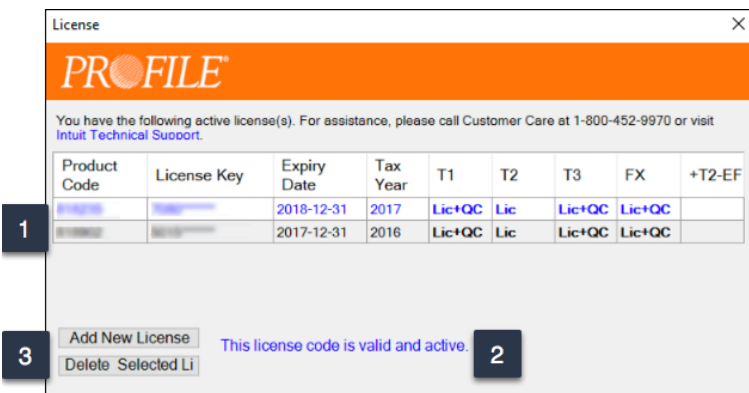 License
PROFILE®
You have the following active license(s). For assistance, please call Customer Care at 1-800-452-9970 or visit
Intuit Technical Support.
Product Code License Key Expiry Date Tax Year T1 T2 T3 FX +T2-EF
2018-12-31 2017 Lic+QC Lic Lic+QC Lic+QC
1
2017-12-31 2016 Lic+QC Lic Lic+QC Lic+QC
Add New License
This license code is valid and active. 2
3
Delete Selected Li